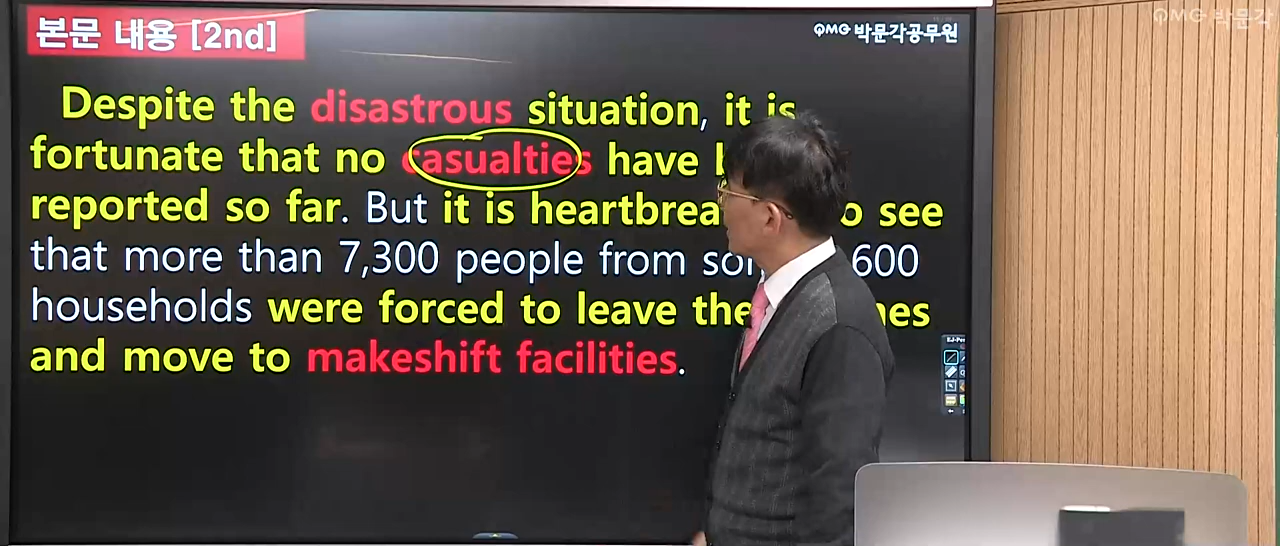 본문 내용 [2nd]
QMG 박문각공무원
QMG 박문각
Despite the disastrous situation, it is
fortunate that no casualties have
reported so far. But it is see
that more than 7,300 people from 600
households were forced to leave
and move to makeshift facilities.